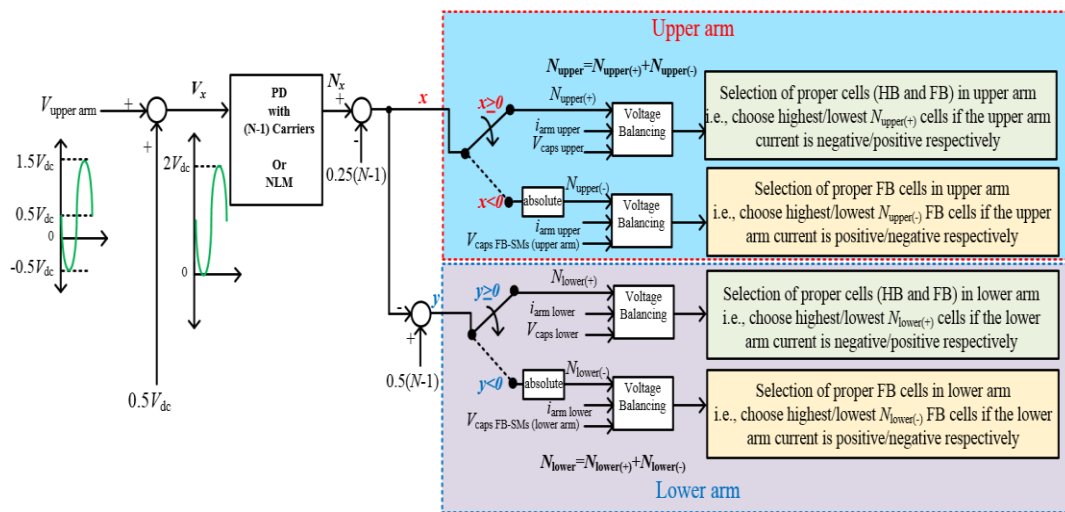 Upper arm
N_upper=N_upper(+)+N_upper(-)
V_upper arm
+
+
V_x
PD
with
(N-1) Carriers
Or
NLM
N_x
+
-
0.25(N-1)
x
x≥0
N_upper(+)
i_arm upper
V_caps upper
Voltage
Balancing
Selection of proper cells (HB and FB) in upper arm
i.e., choose highest/lowest N_upper(+) cells if the upper arm
current is negative/positive respectively
x<0
absolute
N_upper(-)
i_arm upper
V_caps FB-SMs (upper arm)
Voltage
Balancing
Selection of proper FB cells in upper arm
i.e., choose highest/lowest N_upper(-) FB cells if the upper
arm current is positive/negative respectively
1.5V_dc
0.5V_dc
0
-0.5V_dc
2V_dc
0
0.5V_dc
-
+
0.5(N-1)
y
y≥0
N_lower(+)
i_arm lower
V_caps lower
Voltage
Balancing
Selection of proper cells (HB and FB) in lower arm
i.e., choose highest/lowest N_lower(+) cells if the lower
arm current is negative/positive respectively
y<0
absolute
N_lower(-)
i_arm lower
V_caps FB-SMs (lower arm)
Voltage
Balancing
Selection of proper FB cells in lower arm
i.e., choose highest/lowest N_lower(-) FB cells if the lower
arm current is positive/negative respectively
N_lower=N_lower(+)+N_lower(-)
Lower arm